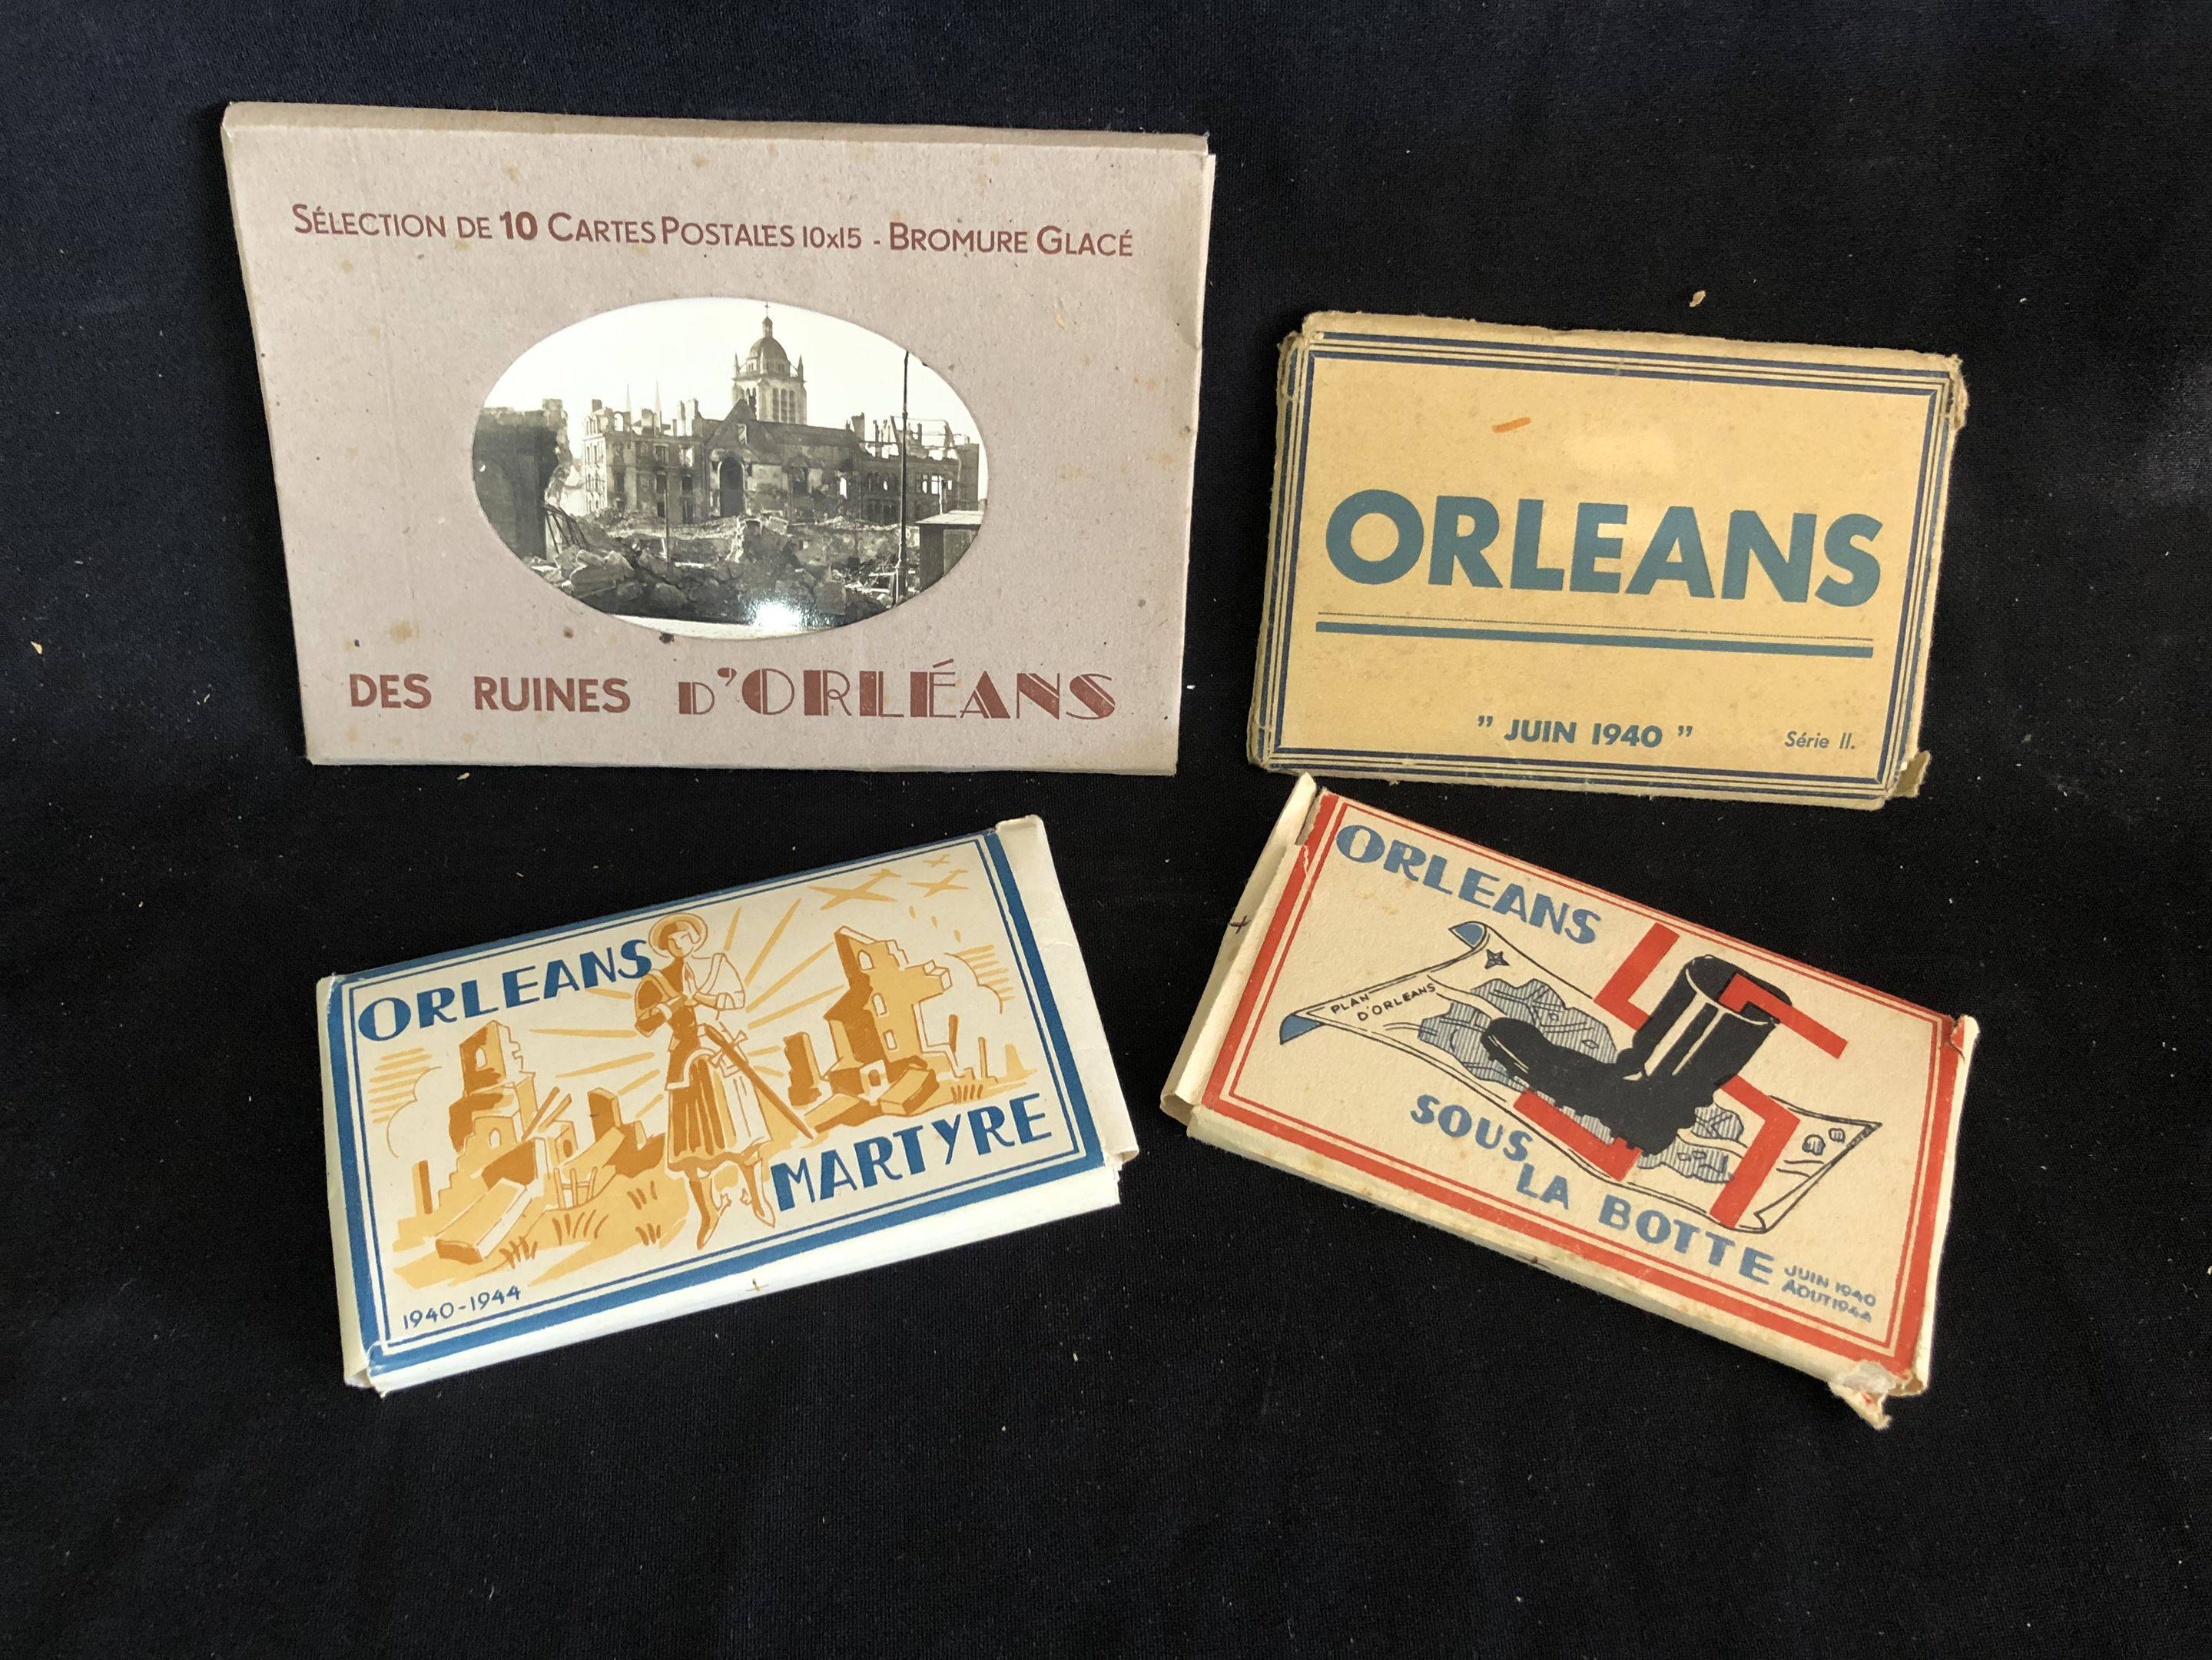 SÉLECTION DE 10 CARTES POSTALES 10x15 - BROMURE GLACÉ
DES RUINES D'ORLÉANS
ORLEANS
" JUIN 1940 "
Série II.
ORLEANS
MARTYRE
1940-1944
ORLEANS
PLAN
D'ORLEANS
SOUS
LA BOTTE
JUIN 1940
AOUT 1944